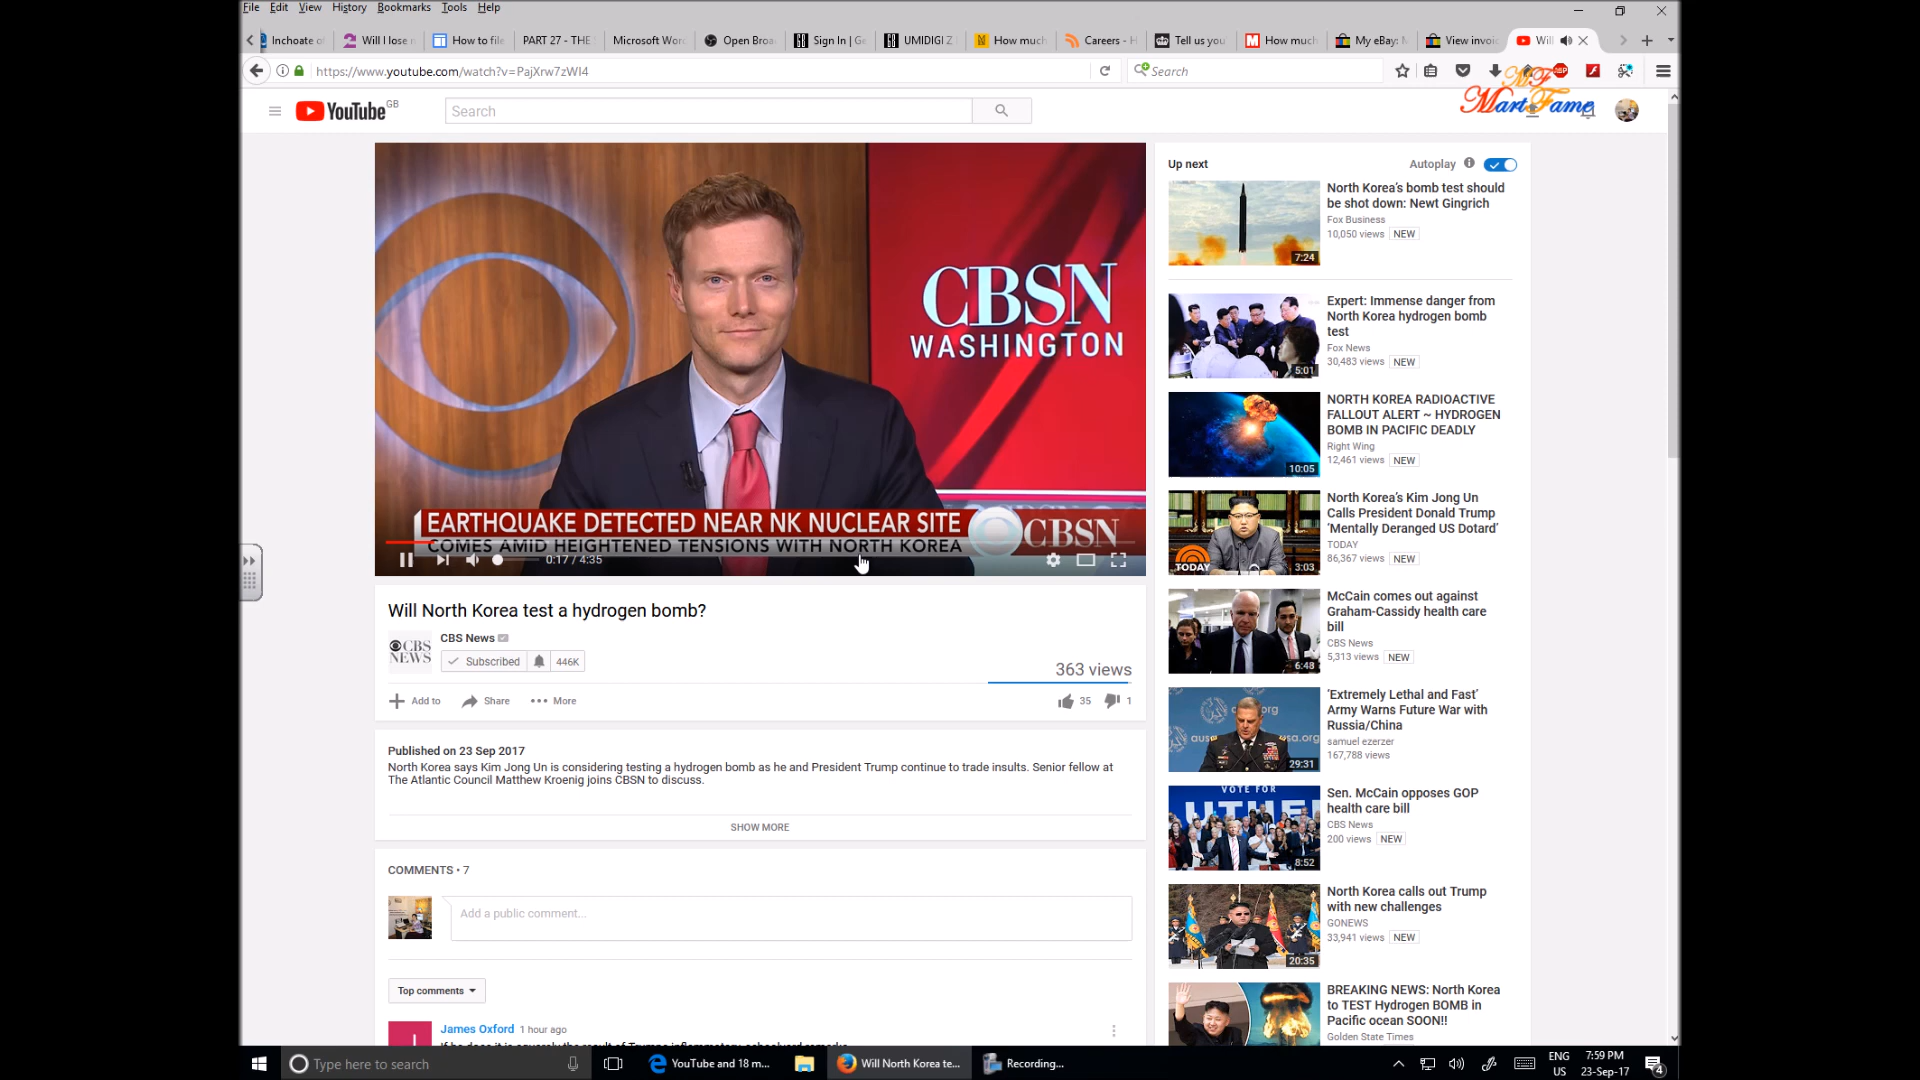 File Edit View History Bookmarks Tools Help
Inchoate o
Will I lose
How to file
PART 27 - THE
Microsoft Wor
Open Broa
Sign In | Ge
UMIDIGI Z
How much
Careers - H
Tell us you
How much
My eBay: M
View invoic
Wil
https://www.youtube.com/watch?v=PajXrw7zWI4
Search
ABP
MF
MartFame
YouTube GB
Search
CBSN
WASHINGTON
EARTHQUAKE DETECTED NEAR NK NUCLEAR SITE
COMES AMID HEIGHTENED TENSIONS WITH NORTH KOREA
CBSN
0:17 / 4:35
Will North Korea test a hydrogen bomb?
CBS NEWS
CBS News
Subscribed 446K
363 views
Add to Share More
35 1
Published on 23 Sep 2017
North Korea says Kim Jong Un is considering testing a hydrogen bomb as he and President Trump continue to trade insults. Senior fellow at
The Atlantic Council Matthew Kroenig joins CBSN to discuss.
SHOW MORE
COMMENTS • 7
Add a public comment...
Top comments
James Oxford 1 hour ago
Up next Autoplay
North Korea's bomb test should
be shot down: Newt Gingrich
Fox Business
10,050 views NEW
7:24
Expert: Immense danger from
North Korea hydrogen bomb
test
Fox News
30,483 views NEW
5:01
NORTH KOREA RADIOACTIVE
FALLOUT ALERT ~ HYDROGEN
BOMB IN PACIFIC DEADLY
Right Wing
12,461 views NEW
10:05
North Korea's Kim Jong Un
Calls President Donald Trump
'Mentally Deranged US Dotard'
TODAY
86,367 views NEW
TODAY
3:03
McCain comes out against
Graham-Cassidy health care
bill
CBS News
5,313 views NEW
6:48
'Extremely Lethal and Fast'
Army Warns Future War with
Russia/China
samuel ezerzer
167,788 views
29:31
Sen. McCain opposes GOP
health care bill
CBS News
200 views NEW
VOTE FOR
LUTHER
8:52
North Korea calls out Trump
with new challenges
GONEWS
33,941 views NEW
20:35
BREAKING NEWS: North Korea
to TEST Hydrogen BOMB in
Pacific ocean SOON!!
Golden State Times
Type here to search
YouTube and 18 m...
Will North Korea te...
Recording...
ENG
US
7:59 PM
23-Sep-17
4